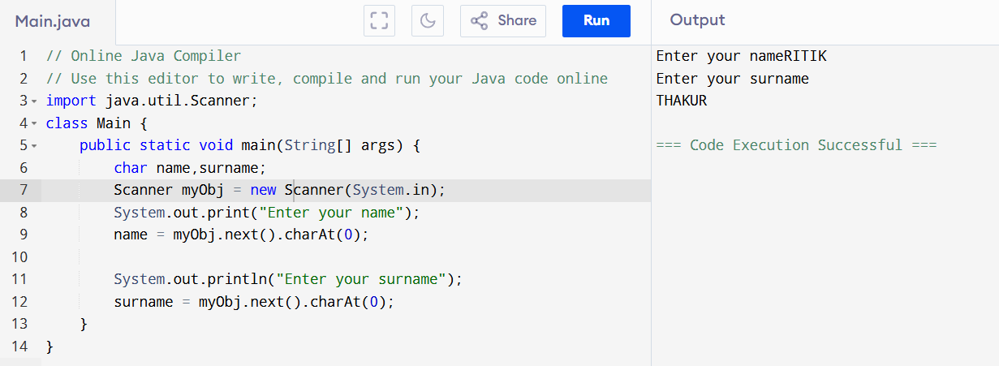 Main.java
Share
Run
Output
1 // Online Java Compiler
2 // Use this editor to write, compile and run your Java code online
3 import java.util.Scanner;
4 class Main {
5     public static void main(String[] args) {
6         char name,surname;
7         Scanner myObj = new Scanner(System.in);
8         System.out.print("Enter your name");
9         name = myObj.next().charAt(0);
10
11         System.out.println("Enter your surname");
12         surname = myObj.next().charAt(0);
13     }
14 }
Enter your nameRITIK
Enter your surname
THAKUR
=== Code Execution Successful ===